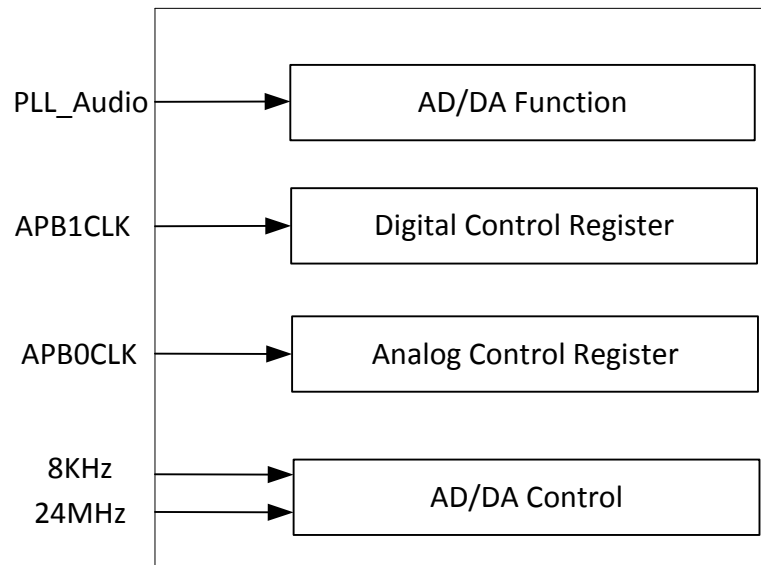 PLL_Audio
AD/DA Function
APB1CLK
Digital Control Register
APB0CLK
Analog Control Register
8KHz
24MHz
AD/DA Control